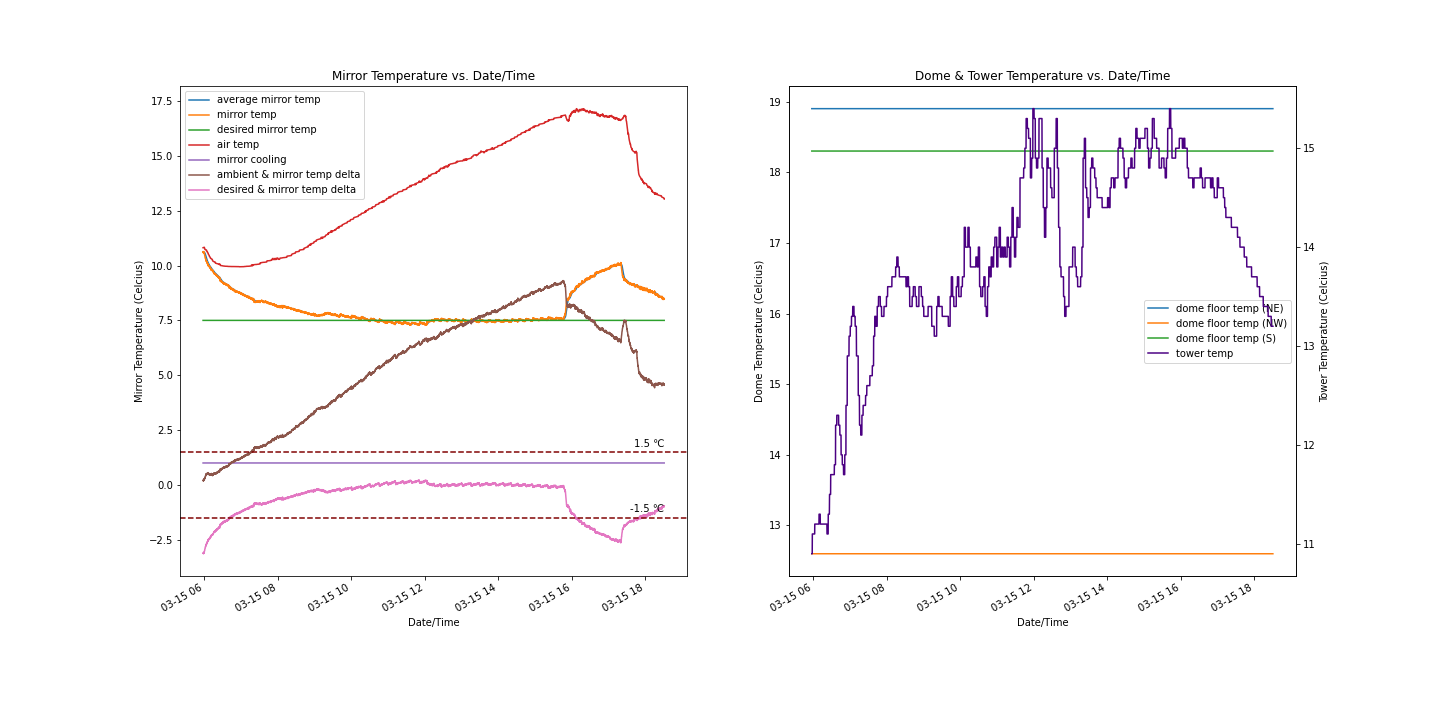 Mirror Temperature vs. Date/Time
17.5
15.0
12.5
10.0
7.5
5.0
2.5
0.0
−2.5
Mirror Temperature (Celcius)
average mirror temp
mirror temp
desired mirror temp
air temp
mirror cooling
ambient & mirror temp delta
desired & mirror temp delta
1.5 °C
-1.5 °C
03-15 06
03-15 08
03-15 10
03-15 12
03-15 14
03-15 16
03-15 18
Date/Time
Dome & Tower Temperature vs. Date/Time
19
18
17
16
15
14
13
Dome Temperature (Celcius)
dome floor temp (NE)
dome floor temp (NW)
dome floor temp (S)
tower temp
15
14
13
12
11
Tower Temperature (Celcius)
03-15 06
03-15 08
03-15 10
03-15 12
03-15 14
03-15 16
03-15 18
Date/Time